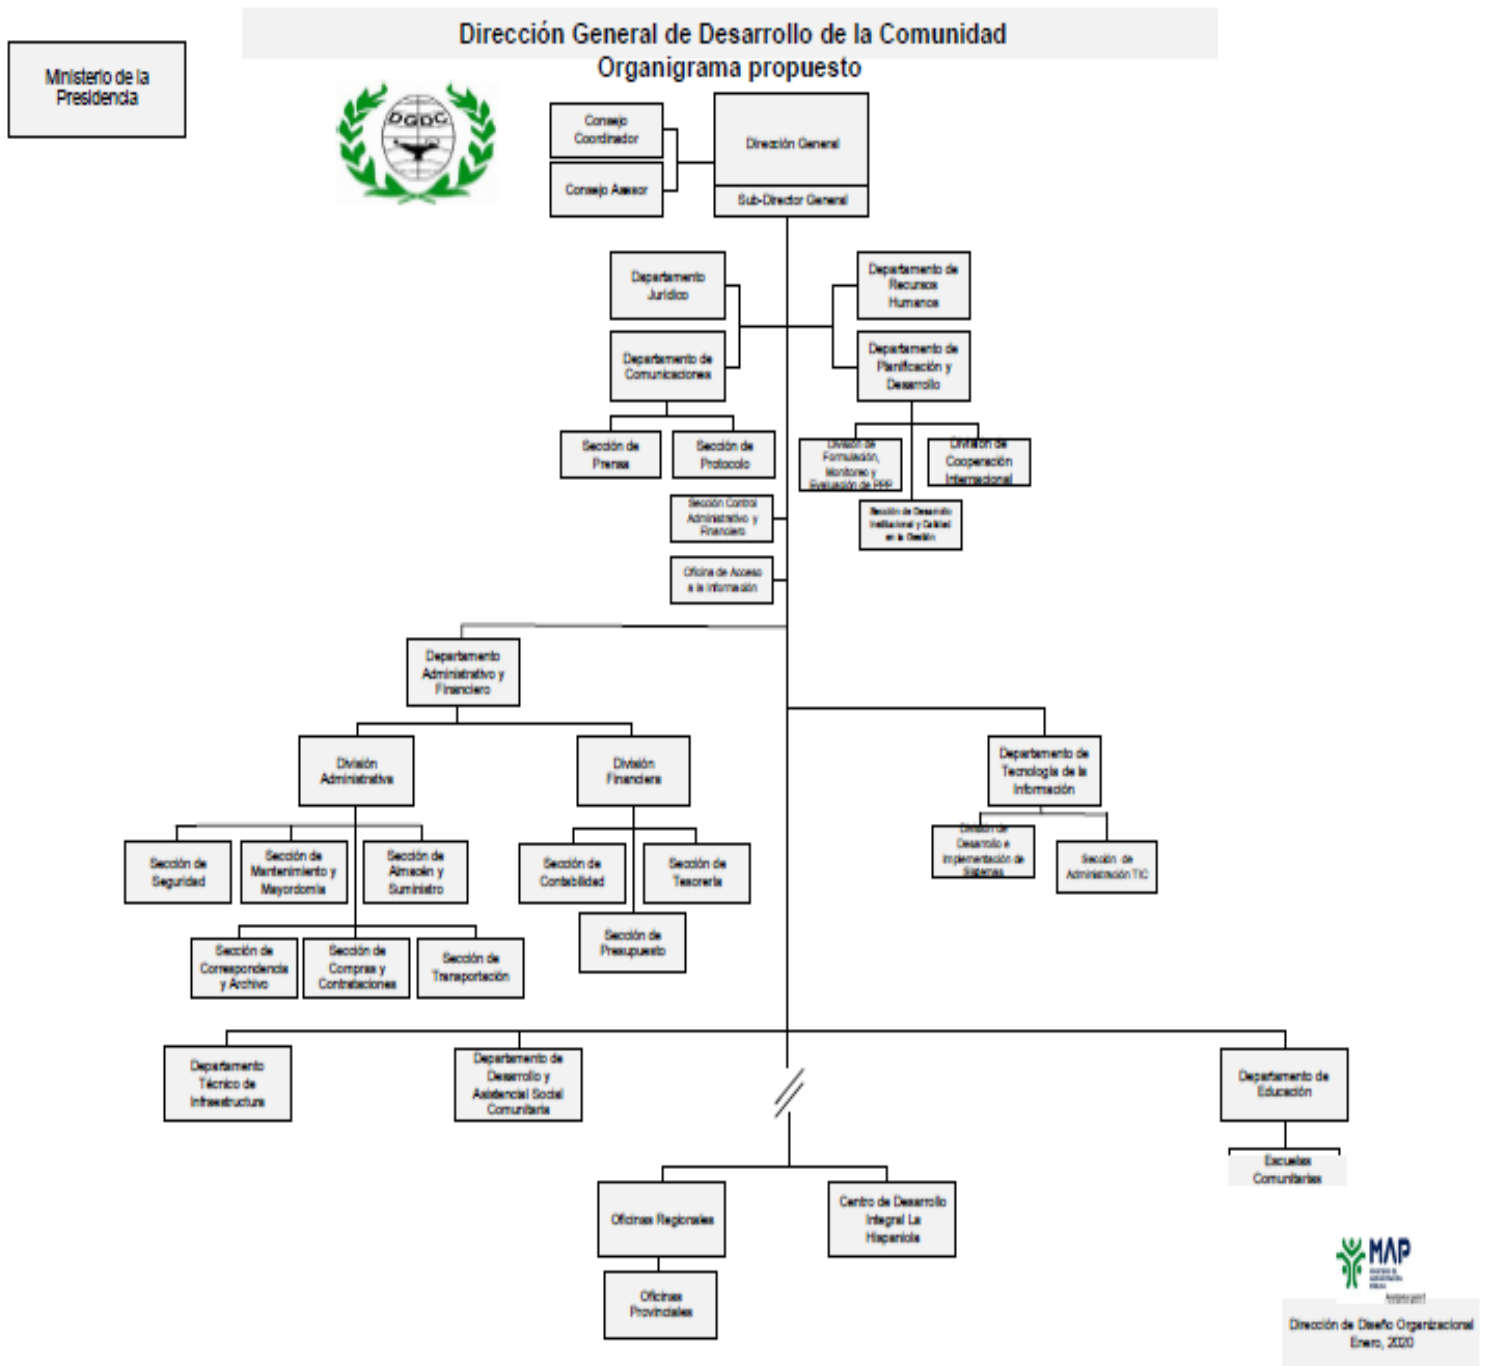 Dirección General de Desarrollo de la Comunidad
Organigrama propuesto
Ministerio de la
Presidencia
DGDC
Consejo
Coordinador
Consejo Asesor
Dirección General
Sub-Director General
Departamento
Jurídico
Departamento de
Recursos
Humanos
Departamento de
Comunicaciones
Departamento de
Planificación y
Desarrollo
Sección de
Prensa
Sección de
Protocolo
División de
Formulación,
Monitoreo y
Evaluación de PPP
División de
Cooperación
Internacional
Sección Control
Administrativo y
Financiero
Sección de Desarrollo
Institucional y Calidad
en la Gestión
Oficina de Acceso
a la Información
Departamento
Administrativo y
Financiero
División
Administrativa
División
Financiera
Departamento de
Tecnología de la
Información
Sección de
Seguridad
Sección de
Mantenimiento y
Mayordomía
Sección de
Almacén y
Suministro
Sección de
Contabilidad
Sección de
Tesorería
División de
Desarrollo e
Implementación de
Sistemas
Sección de
Administración TIC
Sección de
Correspondencia
y Archivo
Sección de
Compras y
Contrataciones
Sección de
Transportación
Sección de
Presupuesto
Departamento
Técnico de
Infraestructura
Departamento de
Desarrollo y
Asistencial Social
Comunitaria
Departamento de
Educación
Escuelas
Comunitarias
Oficinas Regionales
Centro de Desarrollo
Integral La
Hispaniola
Oficinas
Provinciales
MAP
Dirección de Diseño Organizacional
Enero, 2020